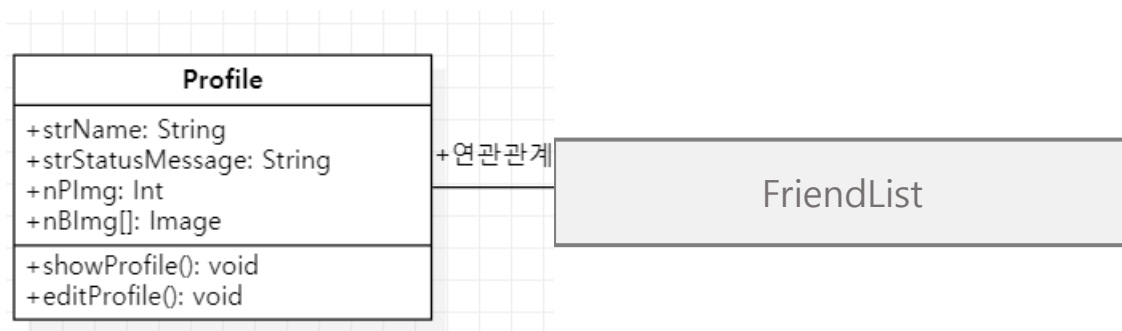 Profile
+strName: String
+strStatusMessage: String
+nPImg: Int
+nBImg[]: Image
+showProfile(): void
+editProfile(): void
+연관관계
FriendList